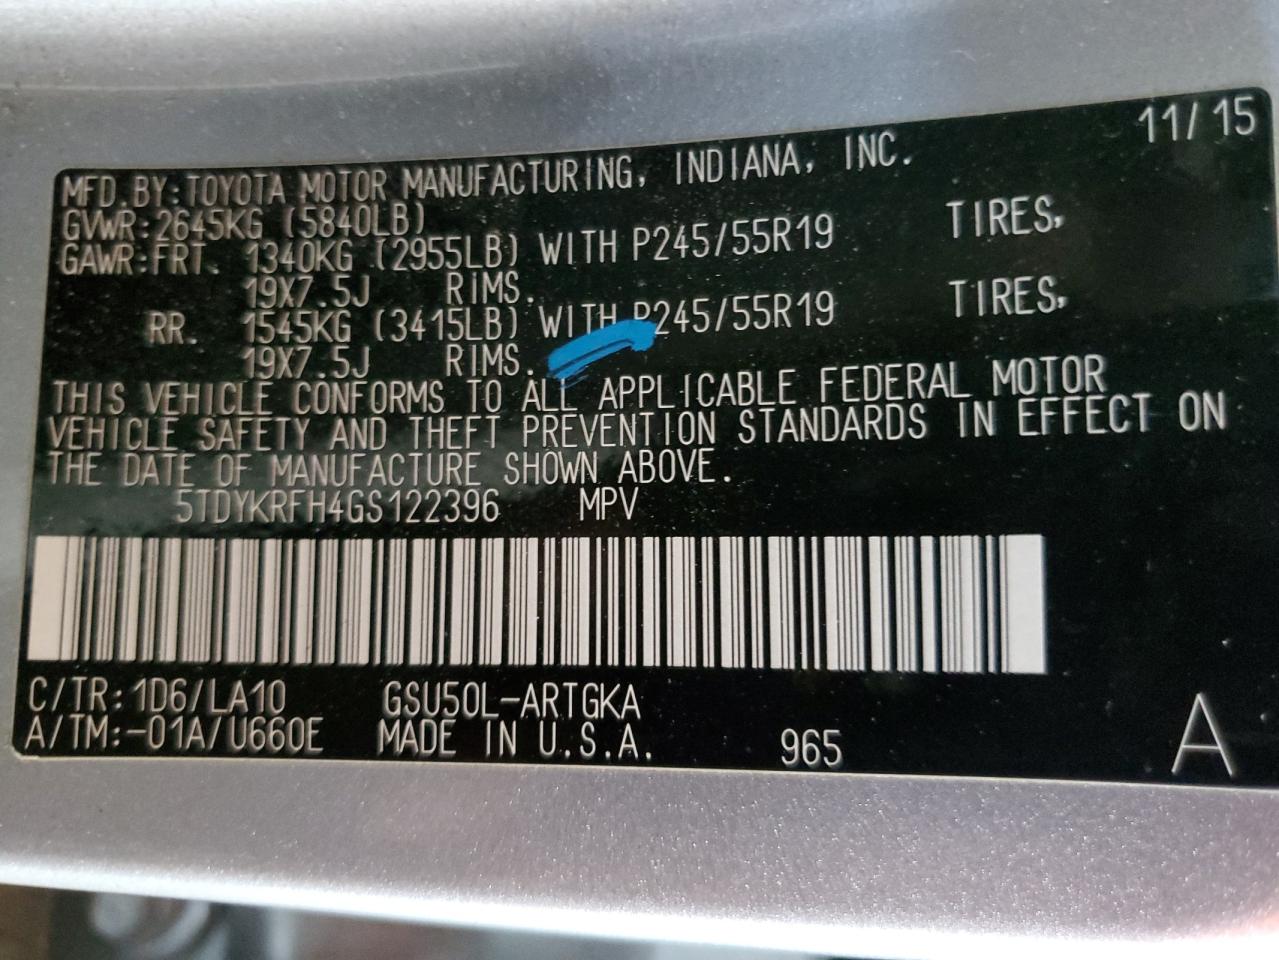 11/15
MFD.BY:TOYOTA MOTOR MANUFACTURING, INDIANA, INC.
GVWR:2645KG (5840LB)
GAWR:FRT. 1340KG (2955LB) WITH P245/55R19 TIRES,
19X7.5J RIMS.
RR. 1545KG (3415LB) WITH P245/55R19 TIRES,
19X7.5J RIMS.
THIS VEHICLE CONFORMS TO ALL APPLICABLE FEDERAL MOTOR
VEHICLE SAFETY AND THEFT PREVENTION STANDARDS IN EFFECT ON
THE DATE OF MANUFACTURE SHOWN ABOVE.
5TDYKRFH4GS122396 MPV
C/TR:1D6/LA10 GSU50L-ARTGKA
A/TM:-01A/U660E MADE IN U.S.A. 965 A